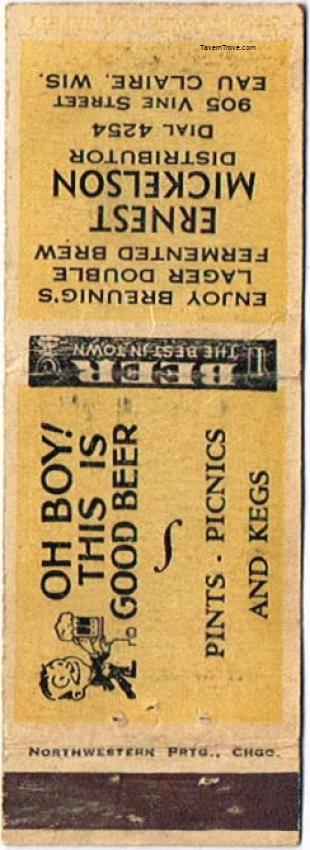 TavernTrove.com
ENJOY BREUNIG'S
LAGER DOUBLE
FERMENTED BREW
ERNEST
MICKELSON
DISTRIBUTOR
DIAL 4254
905 VINE STREET
EAU CLAIRE, WIS.
BEER
THE BEST IN TOWN
OH BOY!
THIS IS
GOOD BEER
PINTS - PICNICS
AND KEGS
NORTHWESTERN PRTG., CHGO.